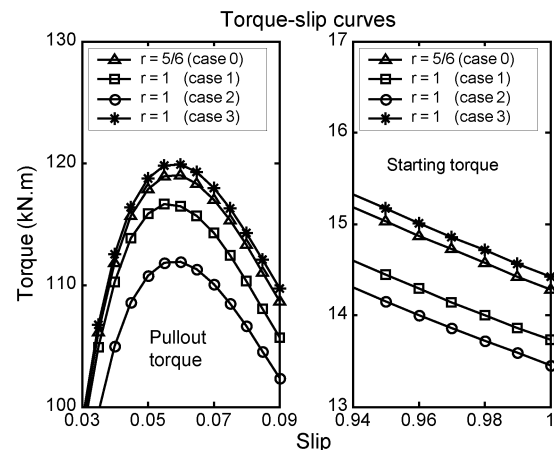 Torque-slip curves
130
r = 5/6 (case 0)
r = 1 (case 1)
r = 1 (case 2)
r = 1 (case 3)
120
110
100
Torque (kN.m)
Pullout
torque
0.03 0.05 0.07 0.09
17
r = 5/6 (case 0)
r = 1 (case 1)
r = 1 (case 2)
r = 1 (case 3)
16
Starting torque
15
14
13
0.94 0.96 0.98 1
Slip